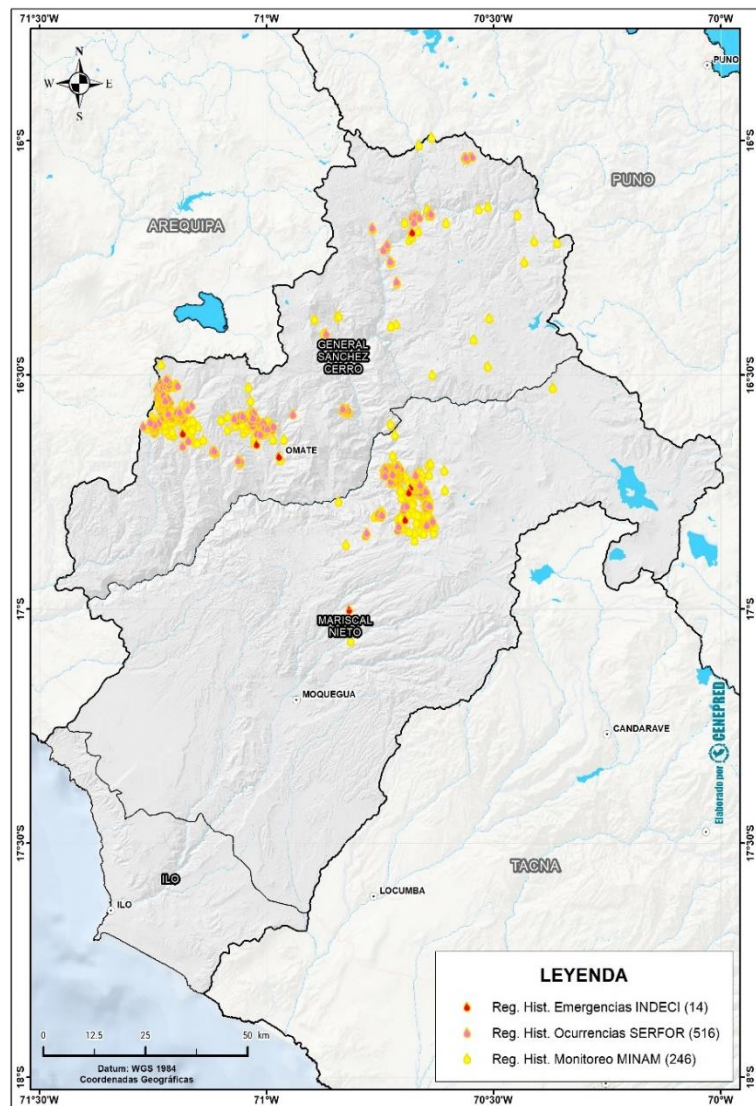 71°30'W
71°W
70°30'W
70°W
N
W
E
S
PUNO
16°S
16°S
PUNO
AREQUIPA
GENERAL
SANCHEZ
CERRO
16°30'S
16°30'S
OMATE
17°S
17°S
MARISCAL
NIETO
MOQUEGUA
CANDARAVE
Elaborado por CENEPRED
17°30'S
17°30'S
TACNA
ILO
ILO
LOCUMBA
LEYENDA
Reg. Hist. Emergencias INDECI (14)
Reg. Hist. Ocurrencias SERFOR (516)
Reg. Hist. Monitoreo MINAM (246)
0 12.5 25 50 km
Datum: WGS 1984
Coordenadas Geográficas
18°S
18°S
71°30'W
71°W
70°30'W
70°W